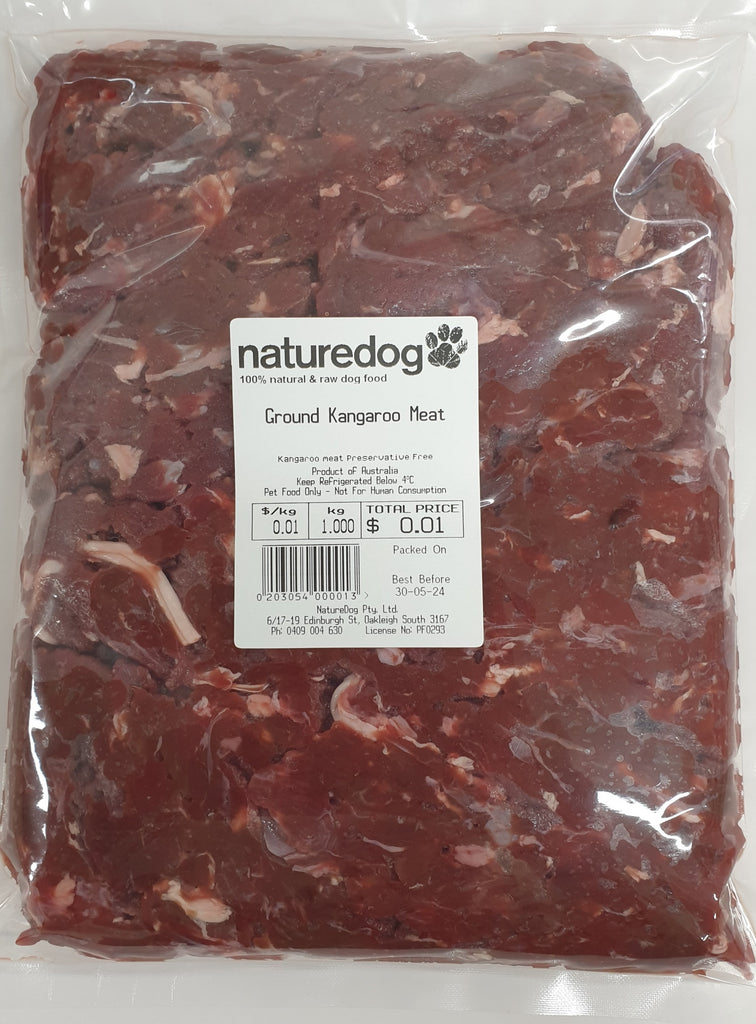 naturedog
100% natural & raw dog food
Ground Kangaroo Meat
Kangaroo meat Preservative Free
Product of Australia
Keep Refrigerated Below 4°C
Pet Food Only - Not For Human Consumption
$/kg kg TOTAL PRICE
0.01 1.000 $ 0.01
Packed On
Best Before
30-05-24
0 203054 000013 >
NatureDog Pty. Ltd.
6/17-19 Edinburgh St, Oakleigh South 3167
Ph: 0409 004 630 License No: PF0293